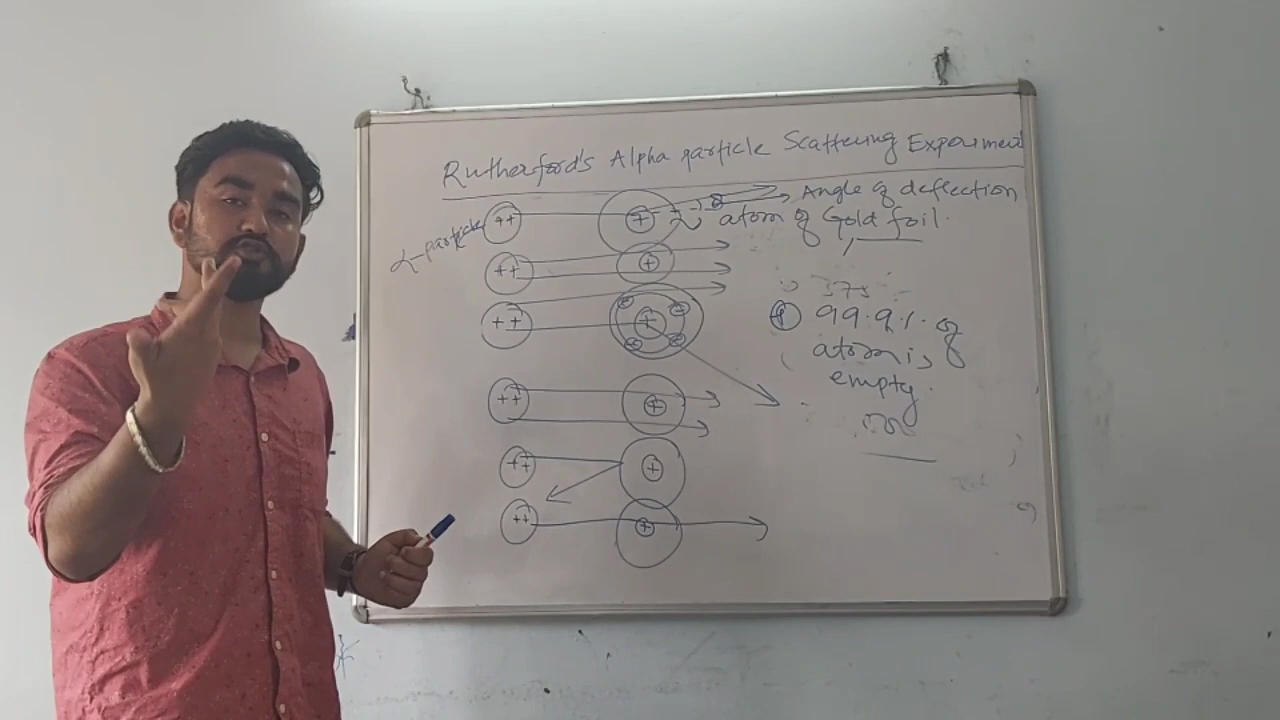 Rutherford's Alpha particle Scattering Experiment
Angle of deflection
α-particle ++ + atom of Gold foil.
++ +
++ +
① 99.9% of
atom is
empty.
++ +
++ +
++ +